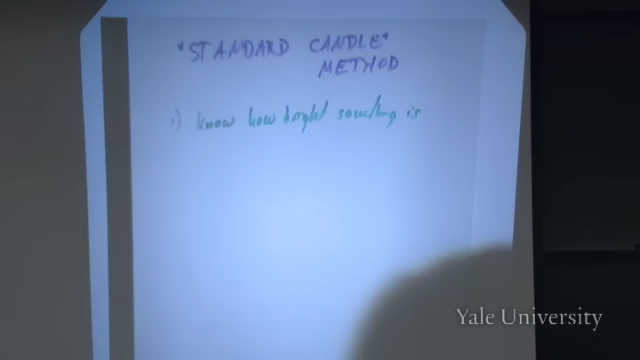 "STANDARD CANDLE"
METHOD
1) know how bright something is
Yale University